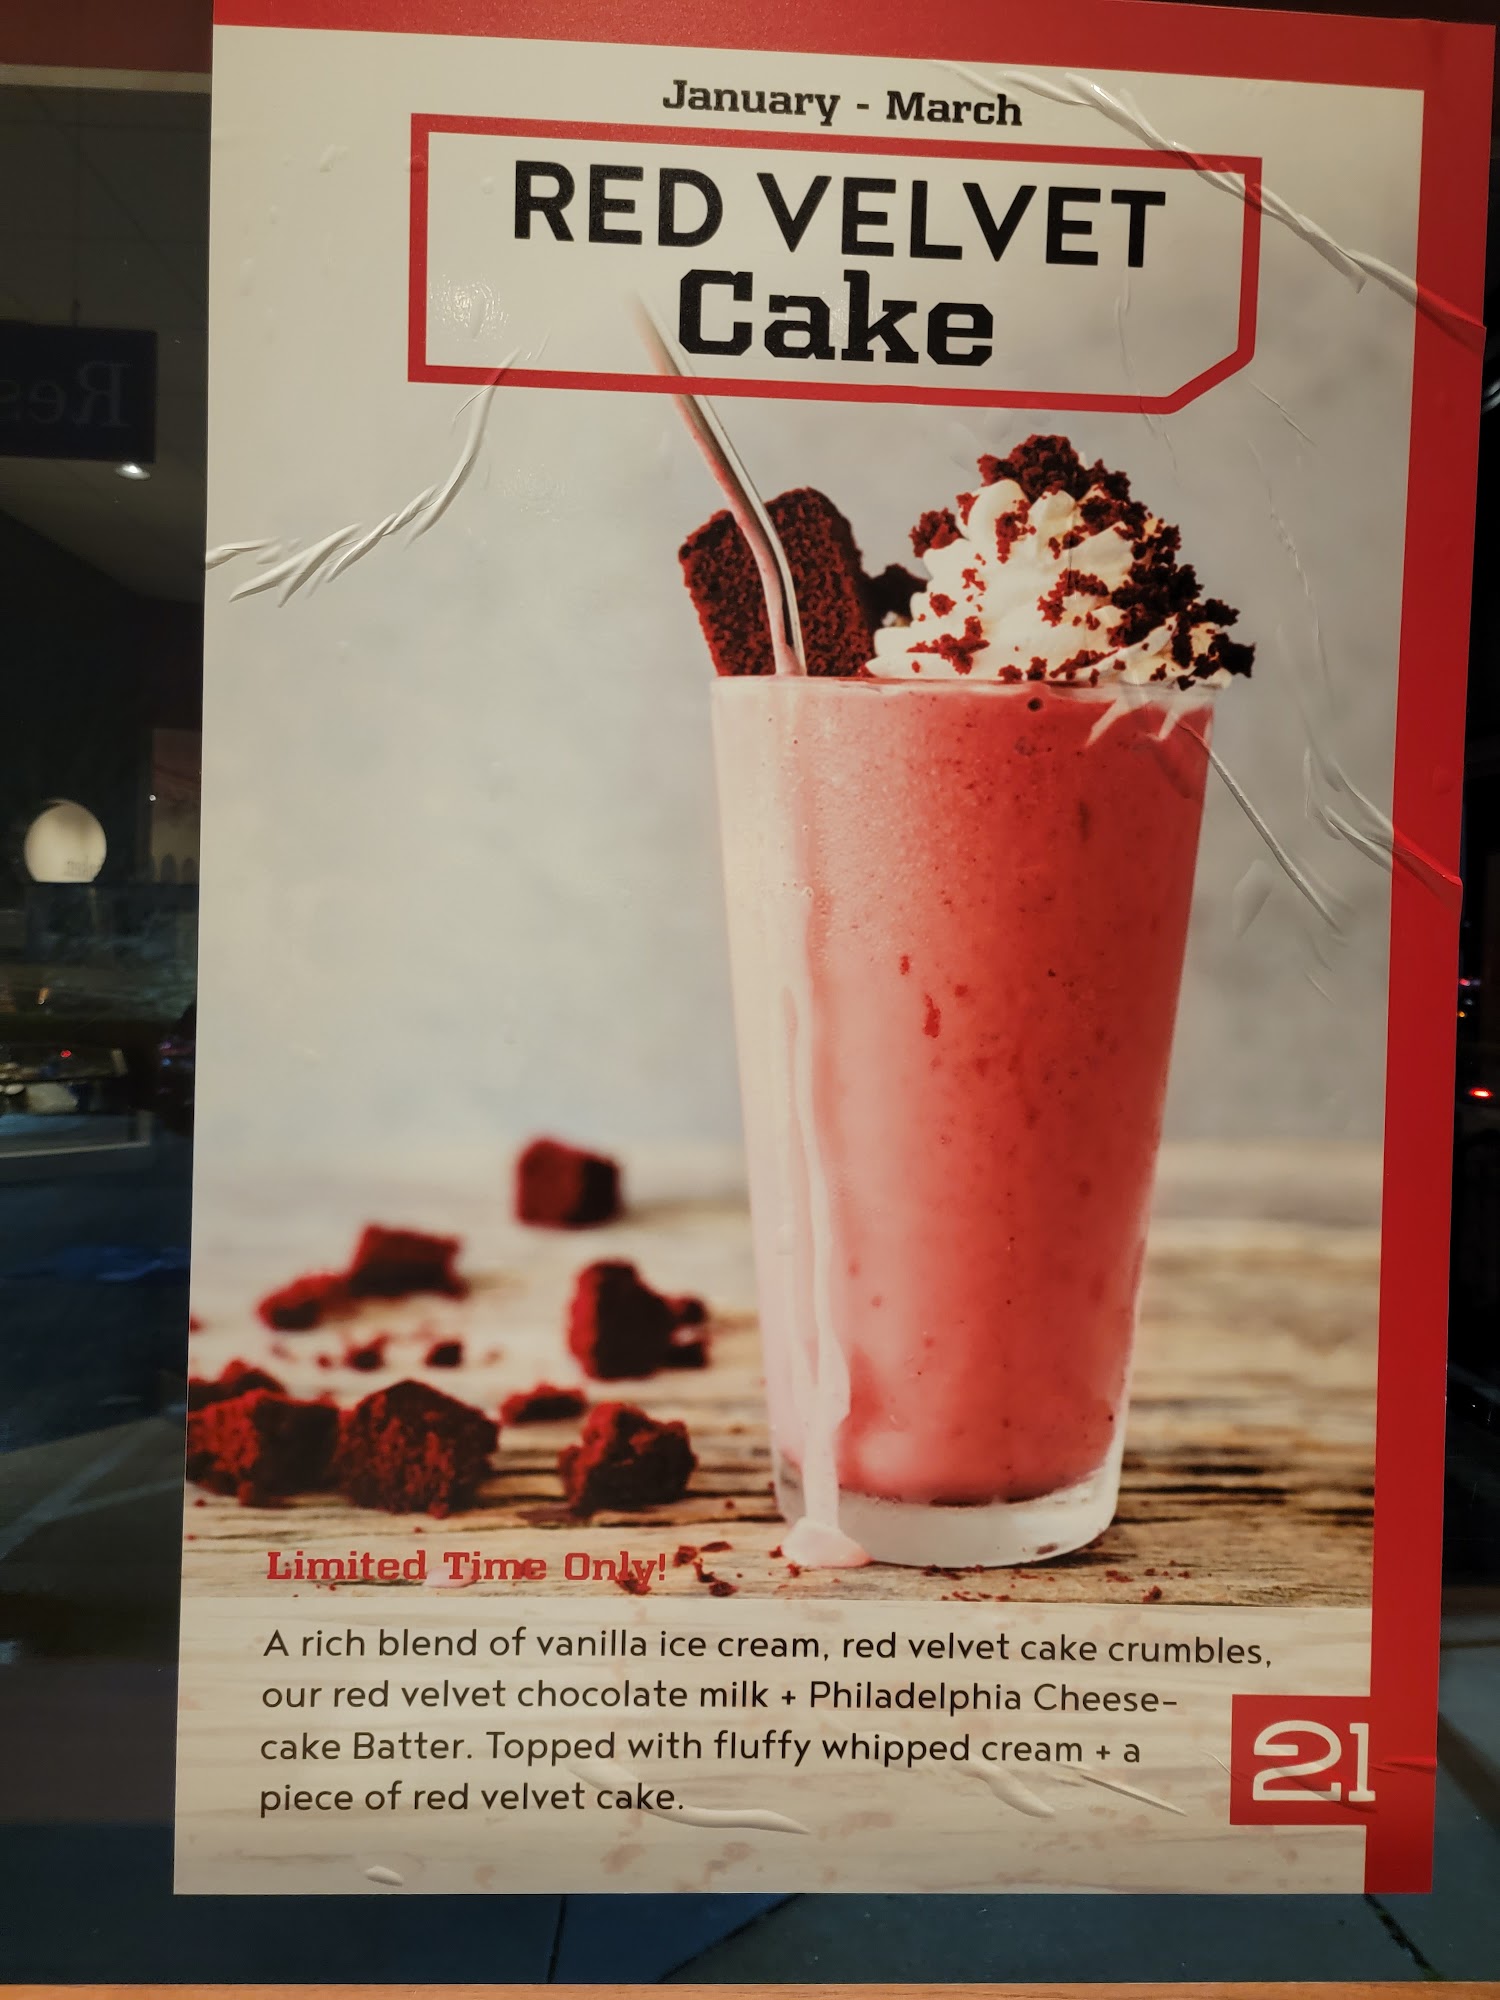 January - March
RED VELVET
Cake
Limited Time Only!
A rich blend of vanilla ice cream, red velvet cake crumbles,
our red velvet chocolate milk + Philadelphia Cheese-
cake Batter. Topped with fluffy whipped cream + a
piece of red velvet cake.
21
Res